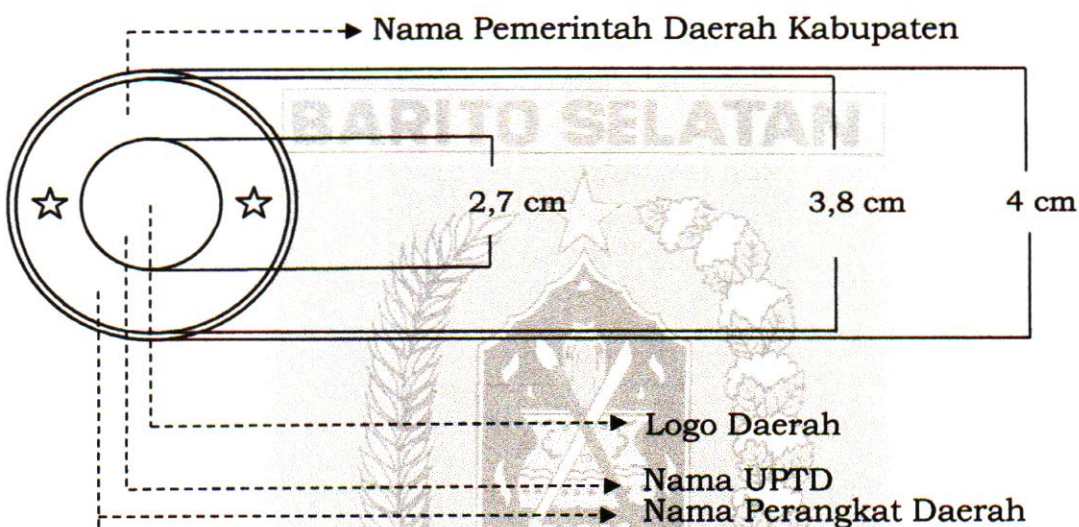 Nama Pemerintah Daerah Kabupaten
BARITO SELATAN
2,7 cm
3,8 cm
4 cm
Logo Daerah
Nama UPTD
Nama Perangkat Daerah